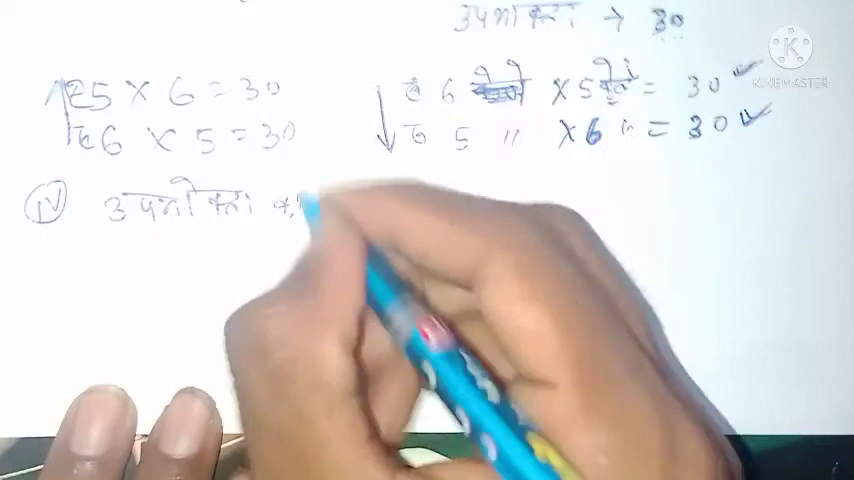 उपभोक्ता → 30
KINEMASTER
↑ ₹5 × 6 = 30
₹6 × 5 = 30
↓ ₹ 6 × 5 = 30 ✓
₹ 5 " × 6 " = 30 ✓
(IV) उपभोक्ता